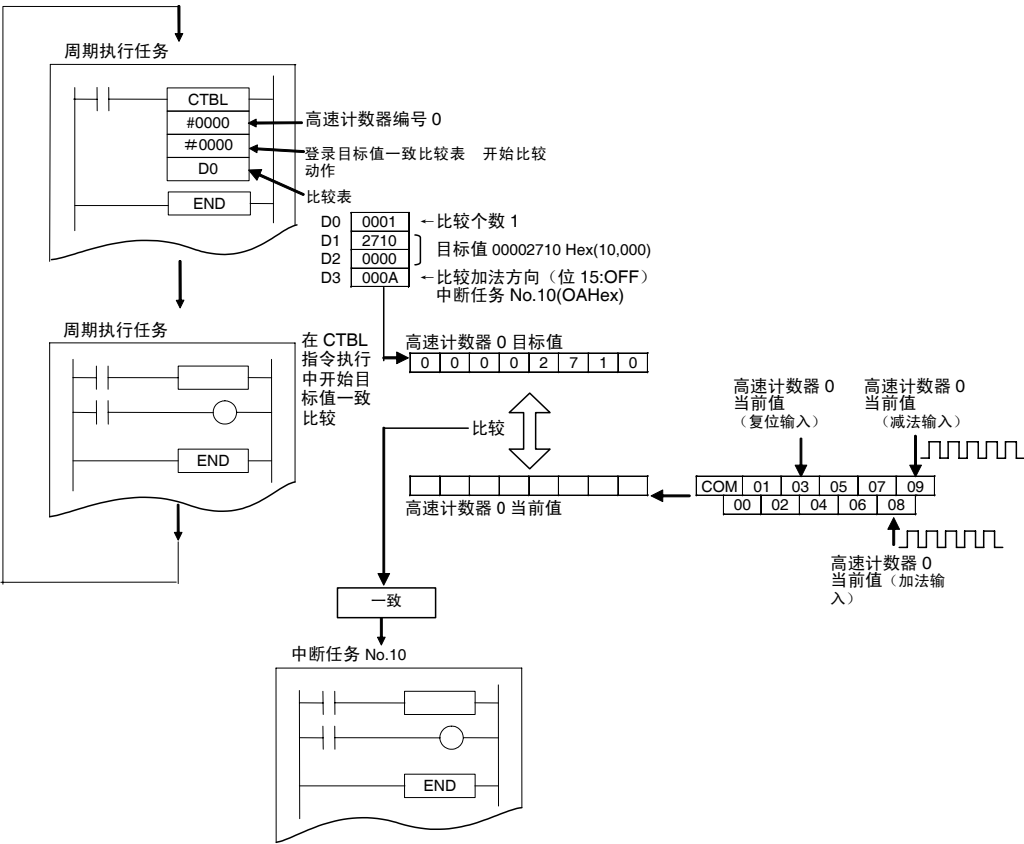 周期执行任务
CTBL
#0000
高速计数器编号 0
#0000
登录目标值一致比较表 开始比较
动作
D0
比较表
END
D0 0001 ←比较个数 1
D1 2710
目标值 00002710 Hex(10,000)
D2 0000
D3 000A ←比较加法方向（位 15:OFF）
中断任务 No.10(OAHex)
周期执行任务
END
在 CTBL
指令执行
中开始目
标值一致
比较
高速计数器 0 目标值
0 0 0 0 2 7 1 0
比较
高速计数器 0 当前值
高速计数器 0
当前值
（复位输入）
高速计数器 0
当前值
（减法输入）
COM 01 03 05 07 09
00 02 04 06 08
高速计数器 0
当前值（加法输
入）
一致
中断任务 No.10
END